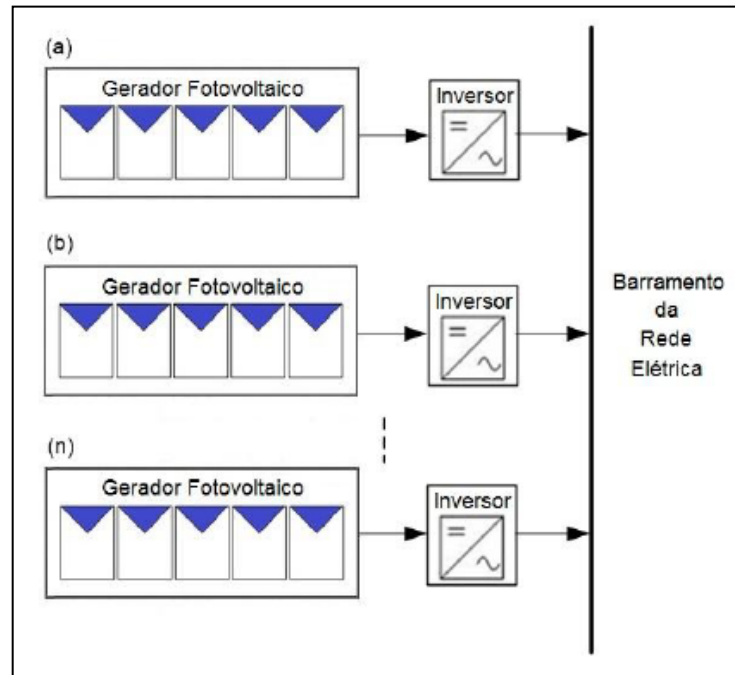 (a)
Gerador Fotovoltaico
Inversor
(b)
Gerador Fotovoltaico
Inversor
Barramento
da
Rede
Elétrica
(n)
Gerador Fotovoltaico
Inversor